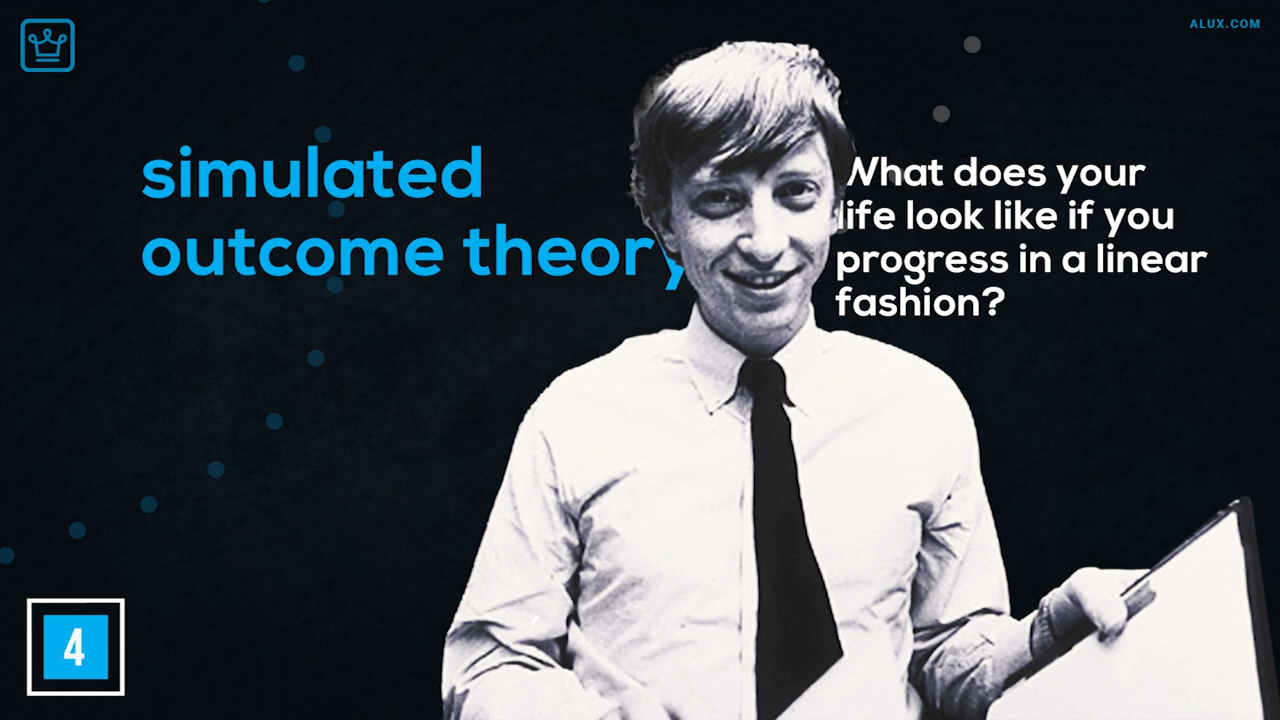 ALUX.COM
simulated
outcome theory
What does your
life look like if you
progress in a linear
fashion?
4